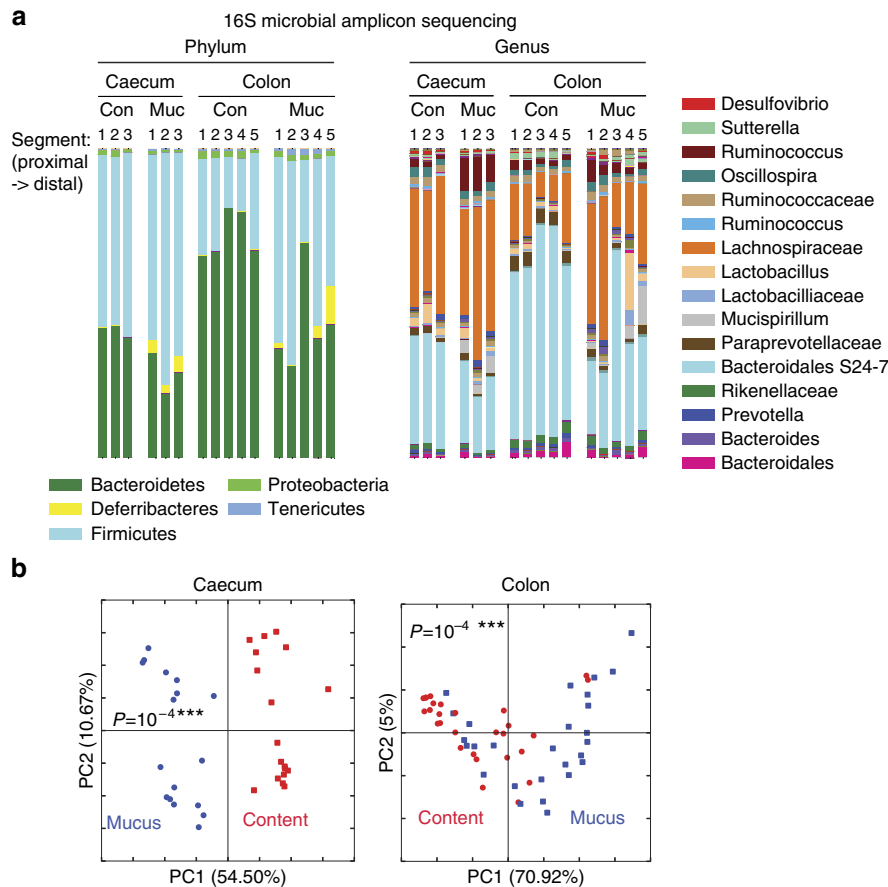 a
16S microbial amplicon sequencing
Phylum Genus
Caecum Colon Caecum Colon
Con Muc Con Muc Con Muc Con Muc
Segment: 1 2 3 1 2 3 1 2 3 4 5 1 2 3 4 5 1 2 3 1 2 3 1 2 3 4 5 1 2 3 4 5
(proximal
-> distal)
Desulfovibrio
Sutterella
Ruminococcus
Oscillospira
Ruminococcaceae
Ruminococcus
Lachnospiraceae
Lactobacillus
Lactobacilliaceae
Mucispirillum
Paraprevotellaceae
Bacteroidales S24-7
Rikenellaceae
Prevotella
Bacteroides
Bacteroidales
Bacteroidetes Proteobacteria
Deferribacteres Tenericutes
Firmicutes
b
Caecum Colon
P=10⁻⁴ ***
P=10⁻⁴***
PC2 (10.67%) PC2 (5%)
Mucus Content Content Mucus
PC1 (54.50%) PC1 (70.92%)